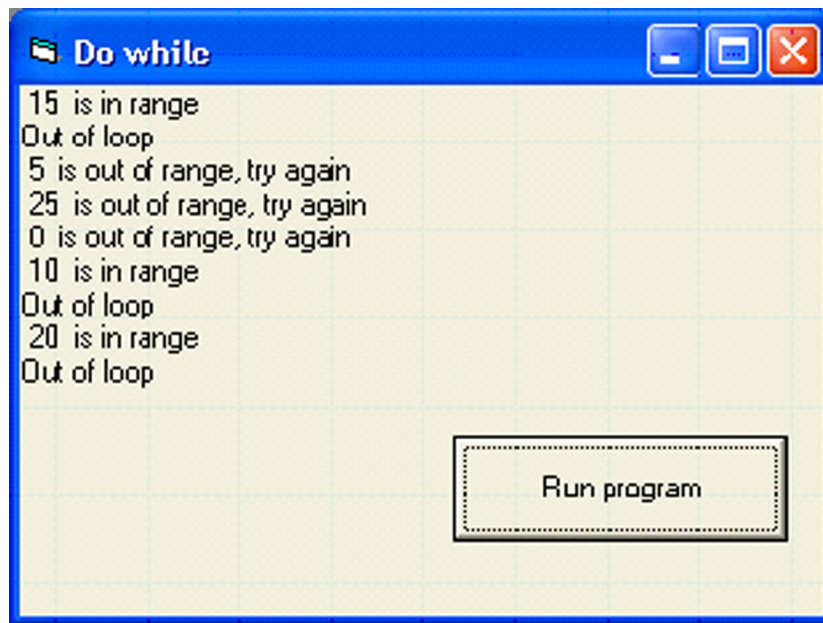 Do while
15 is in range
Out of loop
5 is out of range, try again
25 is out of range, try again
0 is out of range, try again
10 is in range
Out of loop
20 is in range
Out of loop
Run program